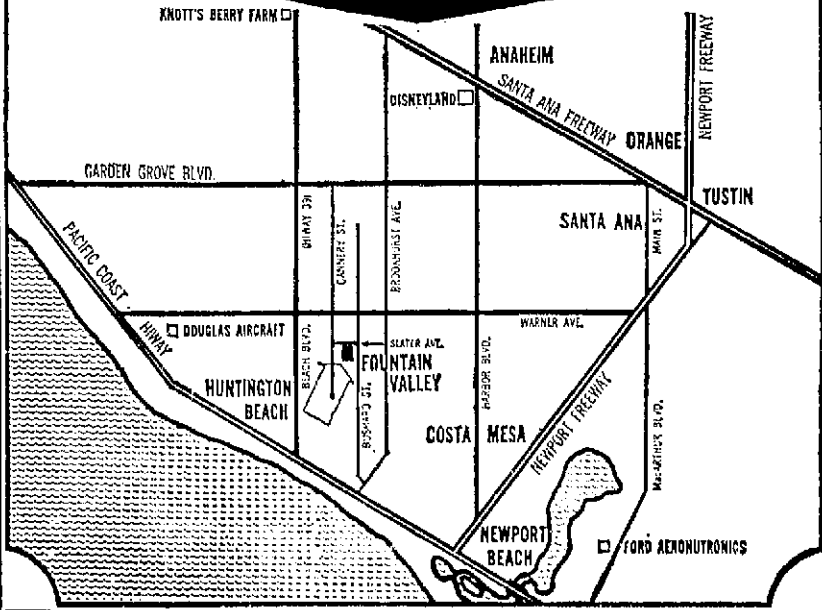 KNOTT'S BERRY FARM
ANAHEIM
NEWPORT FREEWAY
SANTA ANA FREEWAY
DISNEYLAND
ORANGE
GARDEN GROVE BLVD.
TUSTIN
SANTA ANA
MAIN ST.
(HIWAY 39)
CANNERY ST.
BROOKHURST AVE.
PACIFIC COAST
HIWAY
DOUGLAS AIRCRAFT
WARNER AVE.
SLATER AVE.
BEACH BLVD.
FOUNTAIN
VALLEY
HARBOR BLVD.
HUNTINGTON
BEACH
BUSHARD ST.
COSTA MESA
NEWPORT FREEWAY
MacARTHUR BLVD.
NEWPORT
BEACH
FORD AERONUTRONICS